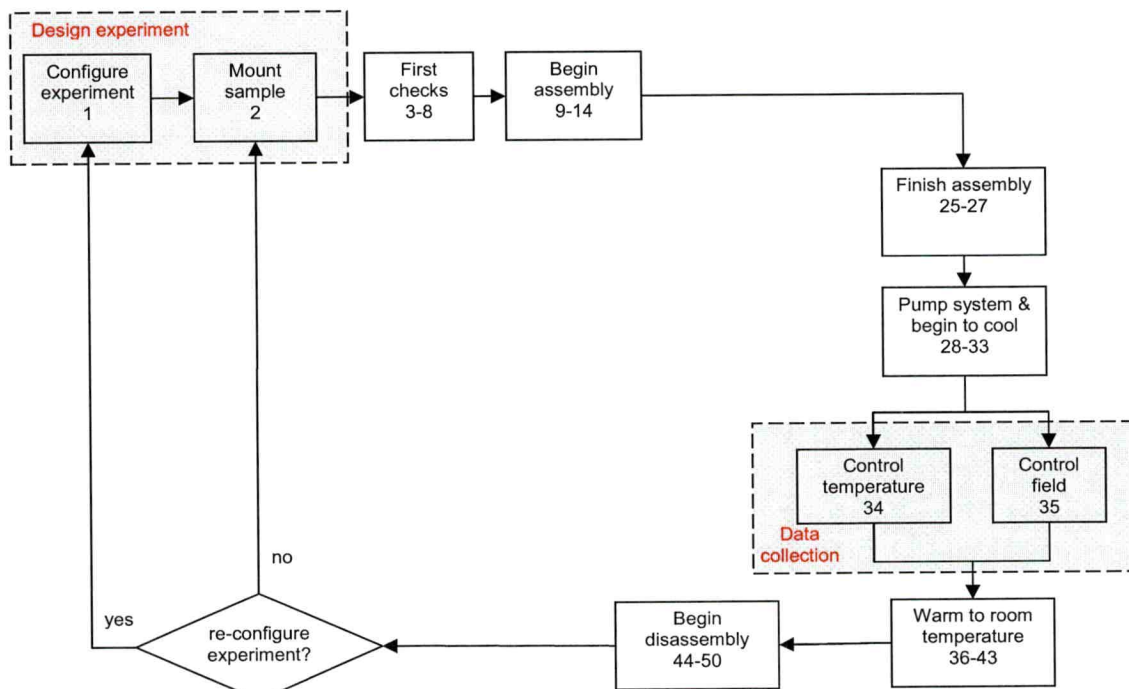 Design experiment
Configure
experiment
1
Mount
sample
2
First
checks
3-8
Begin
assembly
9-14
Finish assembly
25-27
Pump system &
begin to cool
28-33
Control
temperature
34
Control
field
35
Data
collection
Warm to room
temperature
36-43
Begin
disassembly
44-50
re-configure
experiment?
no
yes